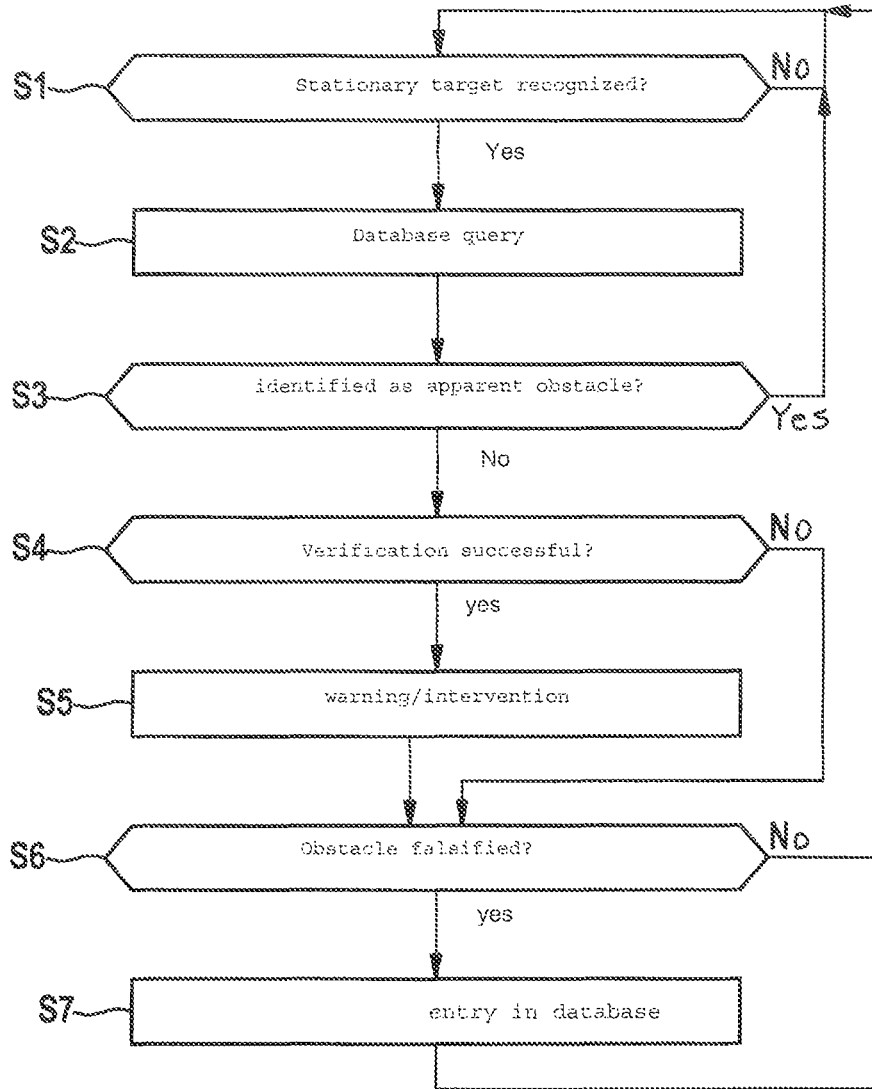 S1
Stationary target recognized?
No
Yes
S2
Database query
S3
identified as apparent obstacle?
Yes
No
S4
Verification successful?
No
yes
S5
warning/intervention
S6
Obstacle falsified?
No
yes
S7
entry in database